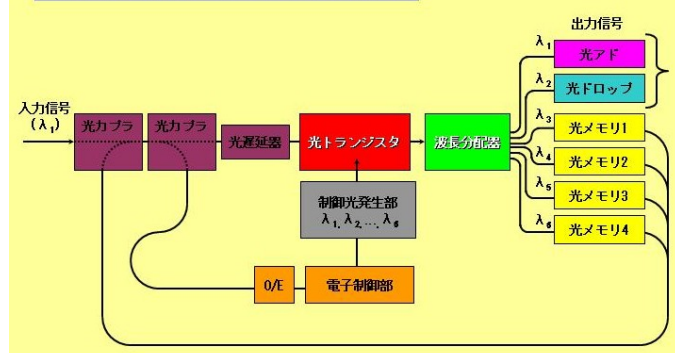 出力信号
λ1
光アド
λ2
光ドロップ
入力信号
(λ1)
光カプラ
光カプラ
光遅延器
光トランジスタ
波長分配器
λ3
光メモリ1
λ4
光メモリ2
λ5
光メモリ3
λ6
光メモリ4
制御光発生部
λ1, λ2, ..., λ6
O/E
電子制御部